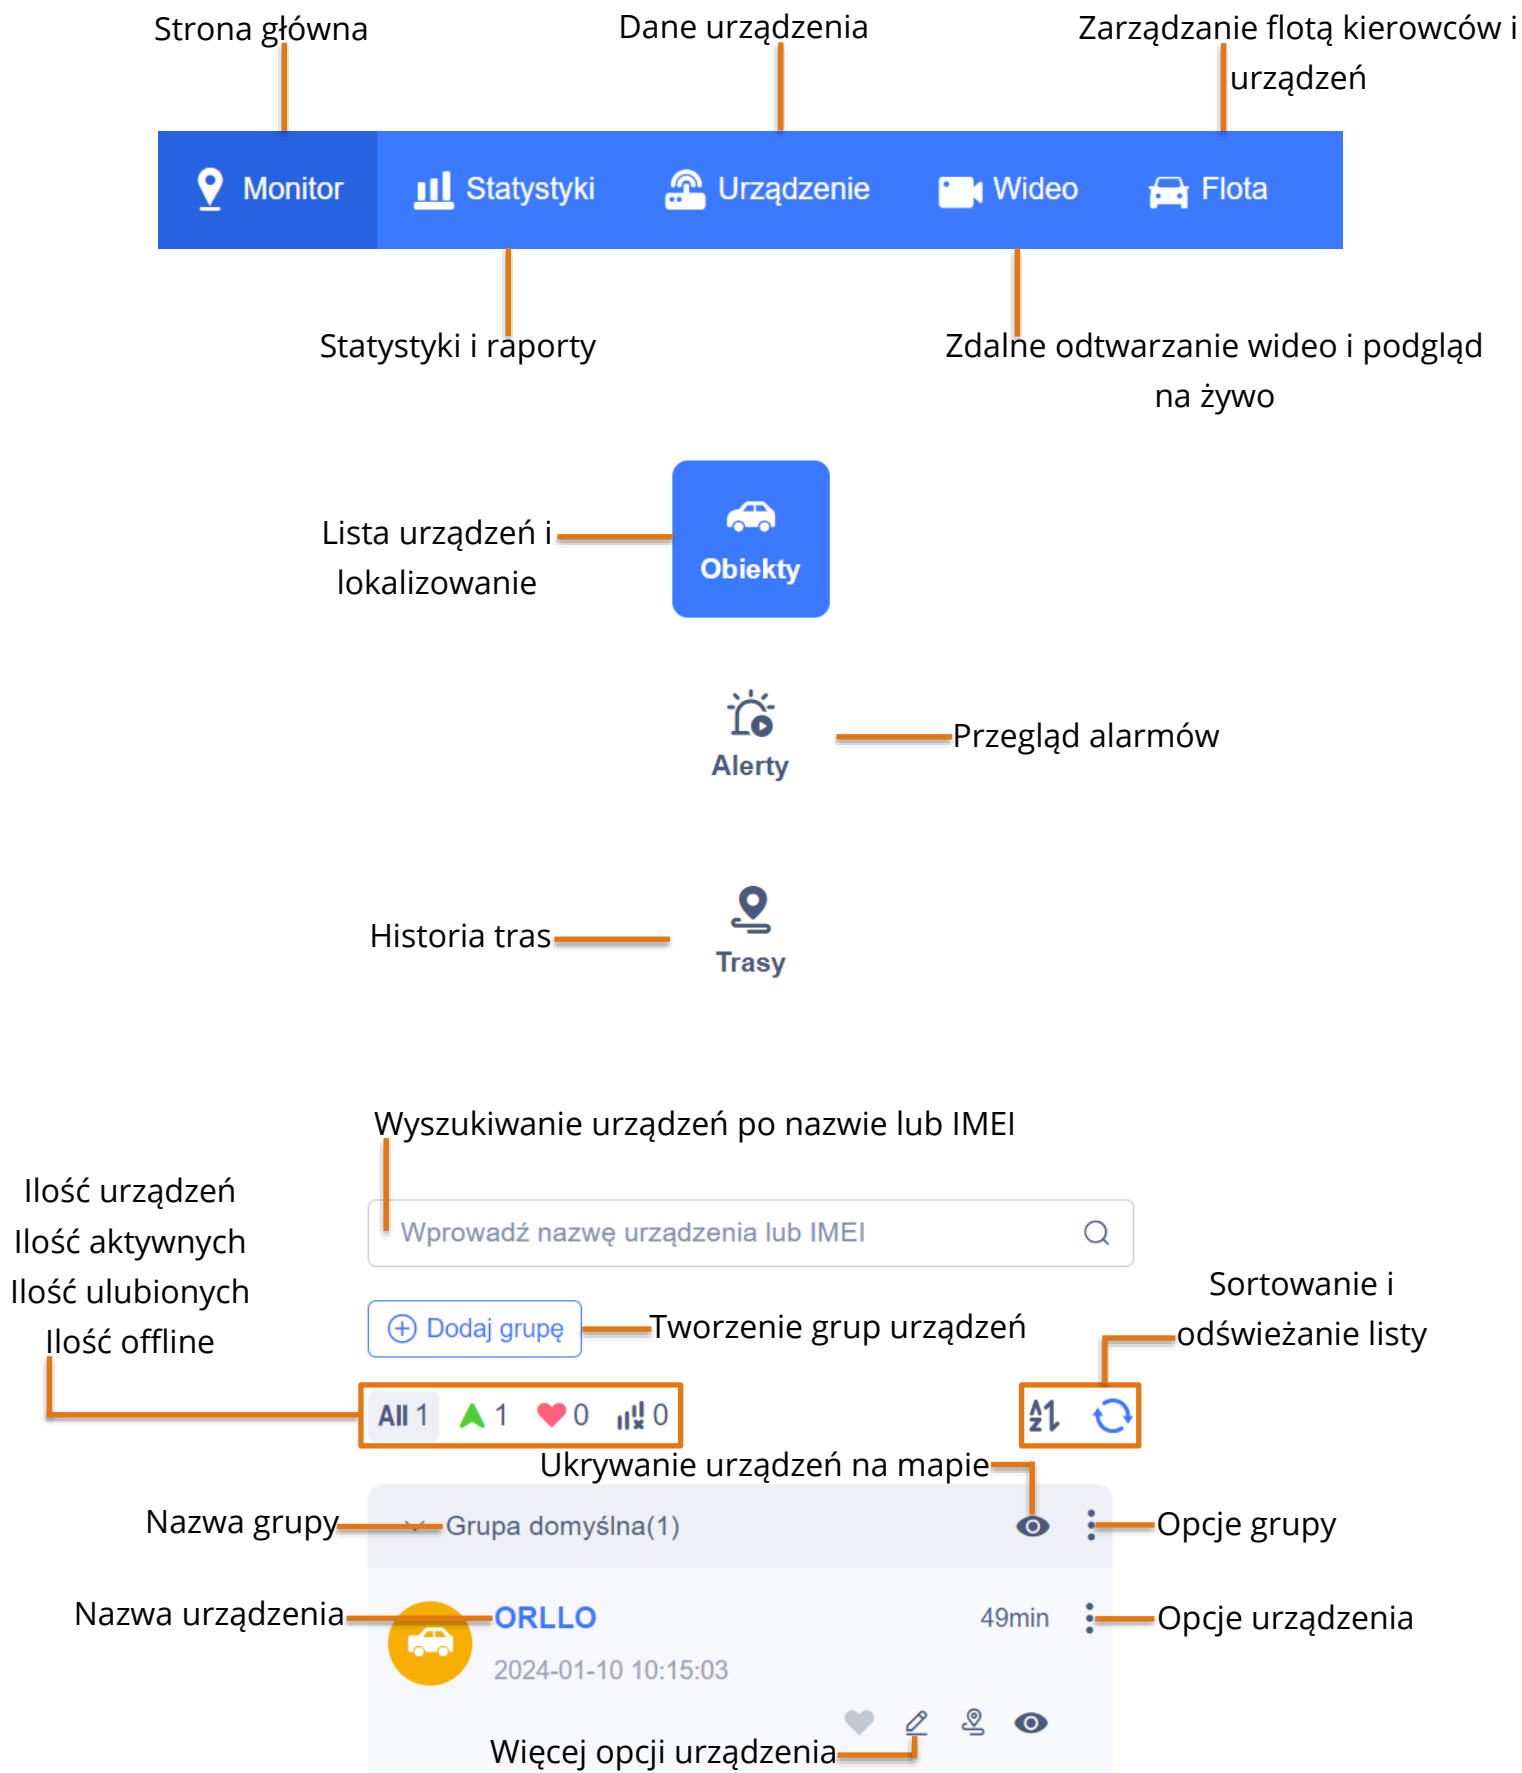 Strona główna
Dane urządzenia
Zarządzanie flotą kierowców i
urządzeń
Monitor
Statystyki
Urządzenie
Wideo
Flota
Statystyki i raporty
Zdalne odtwarzanie wideo i podgląd
na żywo
Lista urządzeń i
lokalizowanie
Obiekty
Alerty
Przegląd alarmów
Historia tras
Trasy
Wyszukiwanie urządzeń po nazwie lub IMEI
Ilość urządzeń
Ilość aktywnych
Ilość ulubionych
Ilość offline
Wprowadź nazwę urządzenia lub IMEI
Dodaj grupę
Tworzenie grup urządzeń
Sortowanie i
odświeżanie listy
All 1
1
0
0
Ukrywanie urządzeń na mapie
Nazwa grupy
Grupa domyślna(1)
Opcje grupy
Nazwa urządzenia
ORLLO
49min
Opcje urządzenia
2024-01-10 10:15:03
Więcej opcji urządzenia